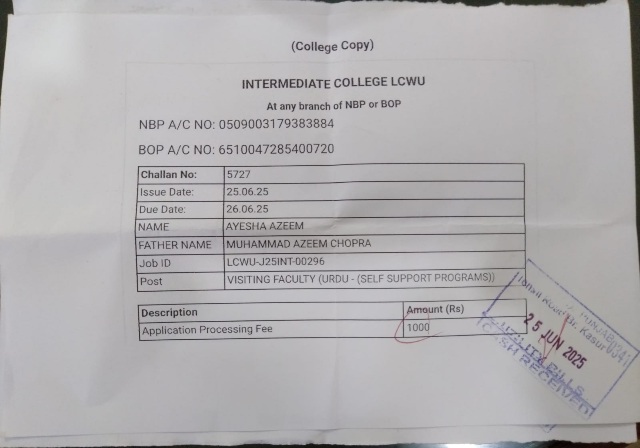 (College Copy)
INTERMEDIATE COLLEGE LCWU
At any branch of NBP or BOP
NBP A/C NO: 0509003179383884
BOP A/C NO: 6510047285400720
Challan No: 5727
Issue Date: 25.06.25
Due Date: 26.06.25
NAME AYESHA AZEEM
FATHER NAME MUHAMMAD AZEEM CHOPRA
Job ID LCWU-J25INT-00296
Post VISITING FACULTY (URDU - (SELF SUPPORT PROGRAMS))
Description Amount (Rs)
Application Processing Fee 1000
Kasur
25 JUN 2025
BILLS
CASH RECEIVED